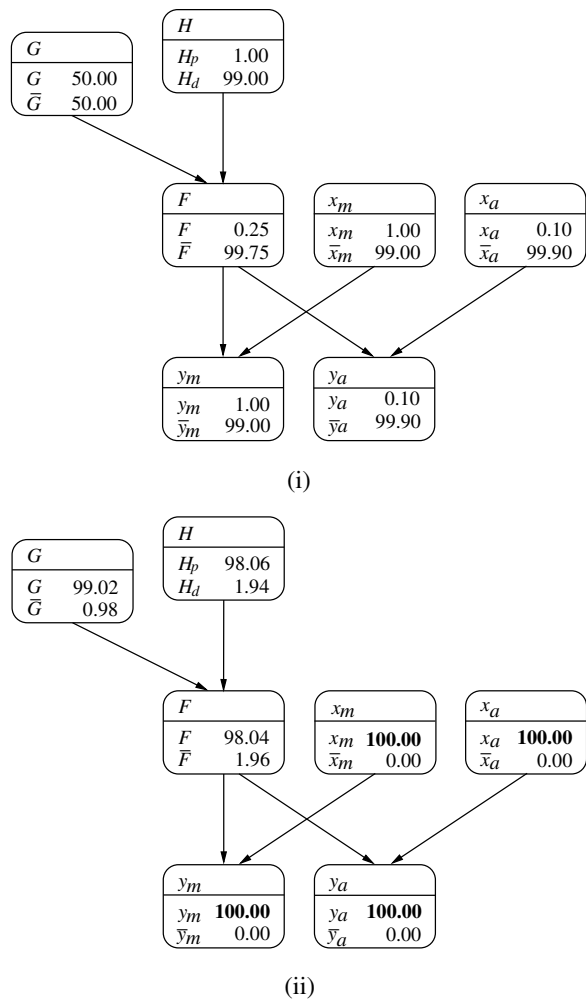 G
G 50.00
G̅ 50.00
H
Hp 1.00
Hd 99.00
F
F 0.25
F̅ 99.75
xm
xm 1.00
x̅m 99.00
xa
xa 0.10
x̅a 99.90
ym
ym 1.00
y̅m 99.00
ya
ya 0.10
y̅a 99.90
(i)
G
G 99.02
G̅ 0.98
H
Hp 98.06
Hd 1.94
F
F 98.04
F̅ 1.96
xm
xm 100.00
x̅m 0.00
xa
xa 100.00
x̅a 0.00
ym
ym 100.00
y̅m 0.00
ya
ya 100.00
y̅a 0.00
(ii)